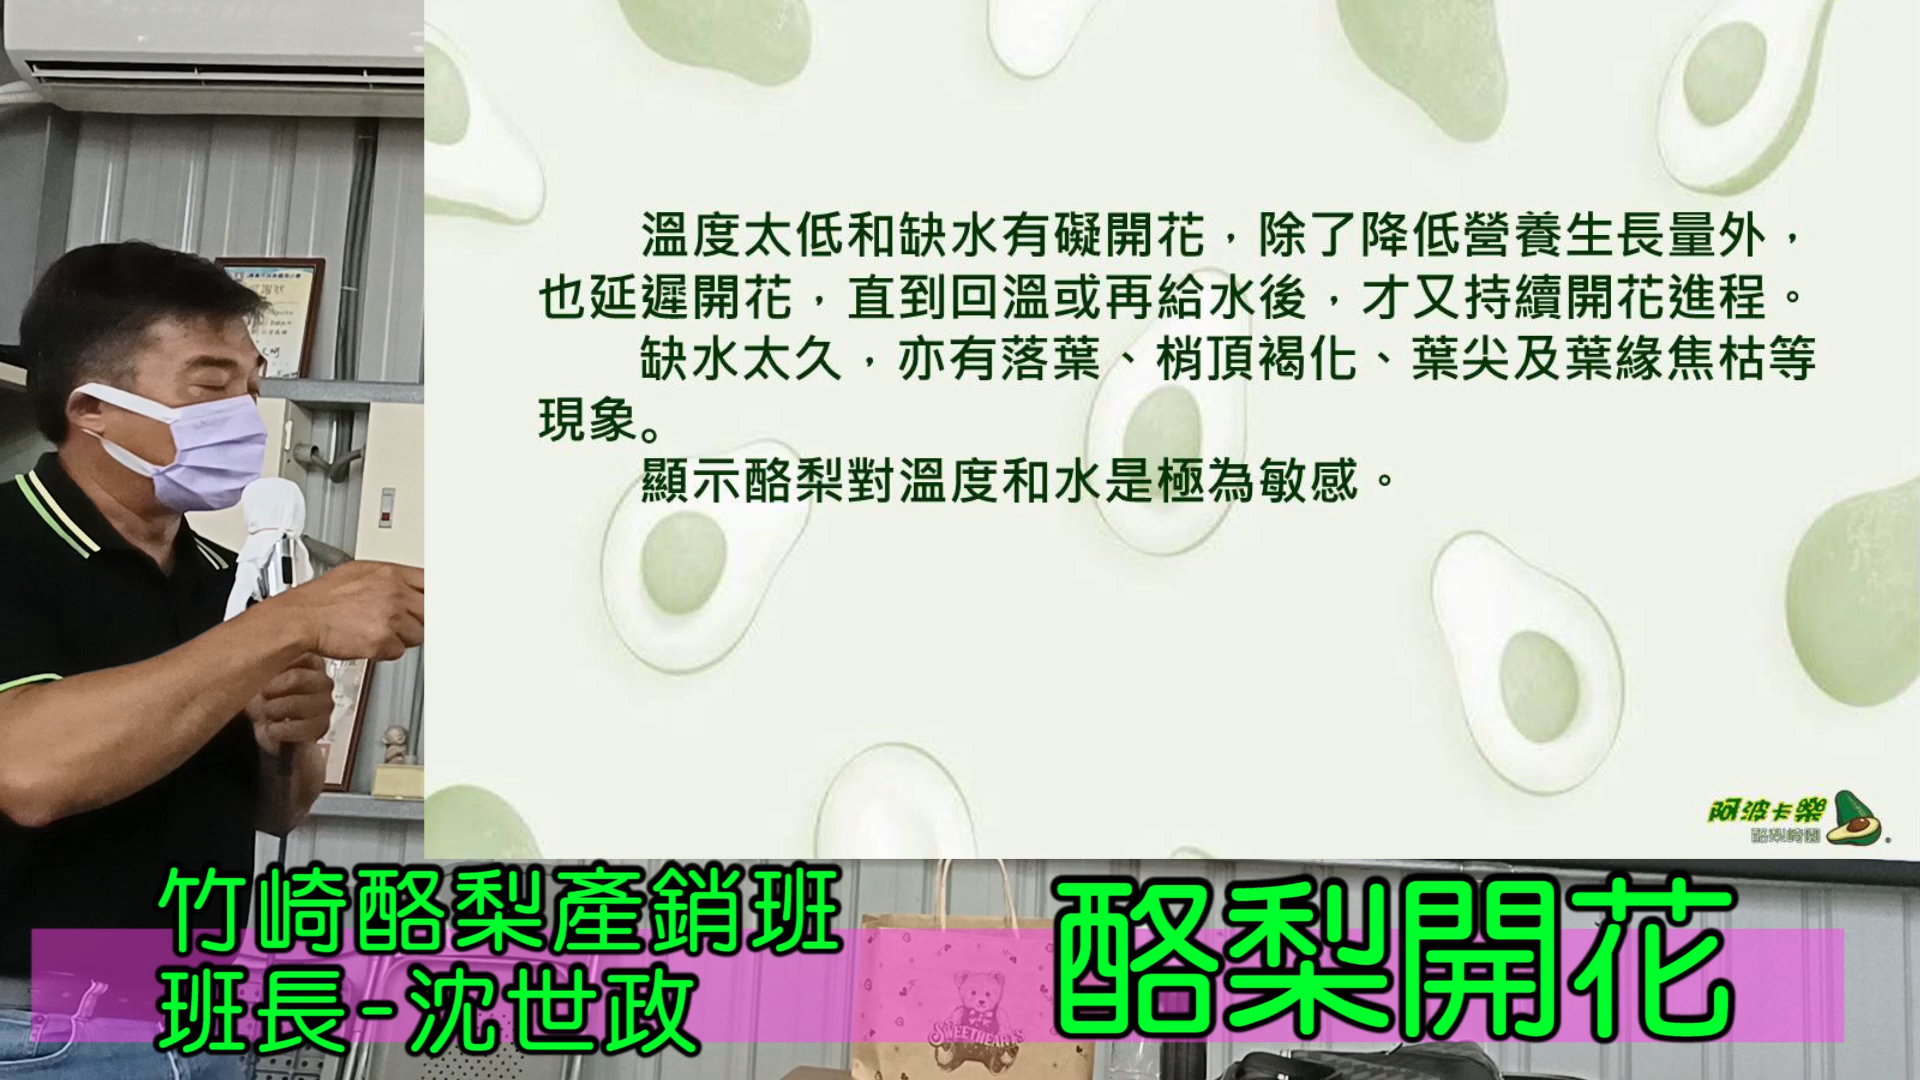 溫度太低和缺水有礙開花，除了降低營養生長量外，
也延遲開花，直到回溫或再給水後，才又持續開花進程。
缺水太久，亦有落葉、梢頂褐化、葉尖及葉緣焦枯等
現象。
顯示酪梨對溫度和水是極為敏感。
阿波卡樂
竹崎酪梨產銷班
班長-沈世政
酪梨開花
SWEETHEARTS